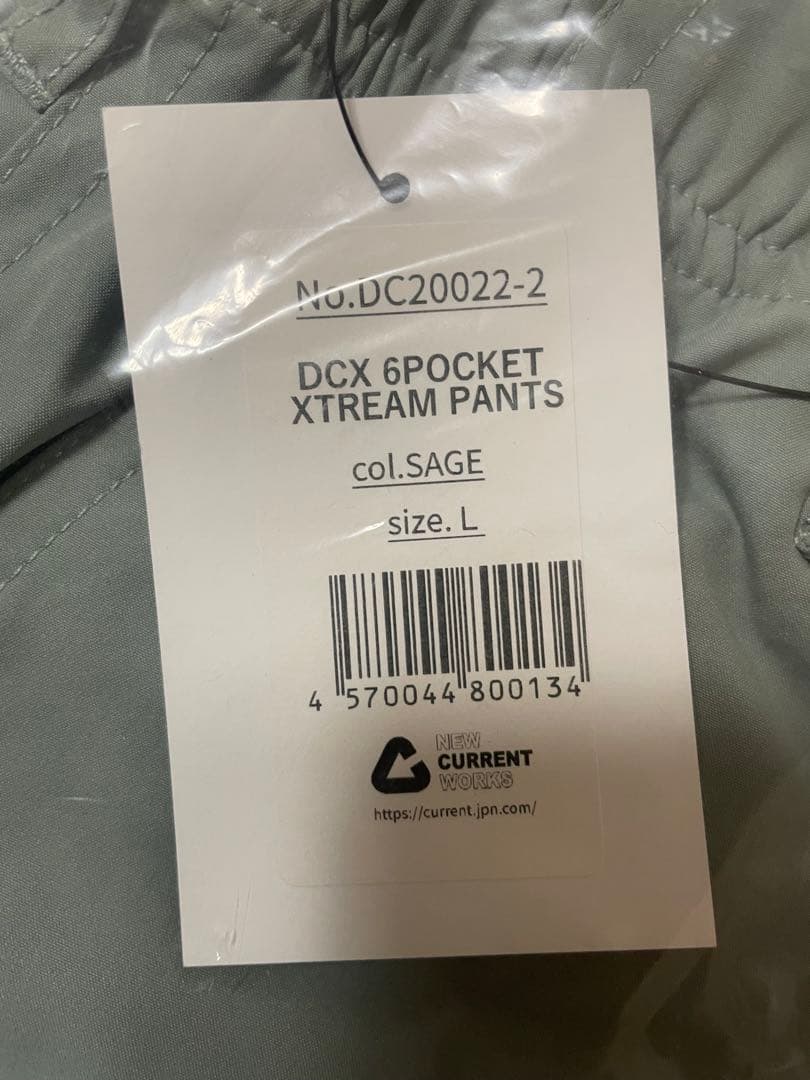 No.DC20022-2
DCX 6POCKET
XTREAM PANTS
col.SAGE
size. L
4 570044 800134
NEW
CURRENT
WORKS
https://current.jpn.com/